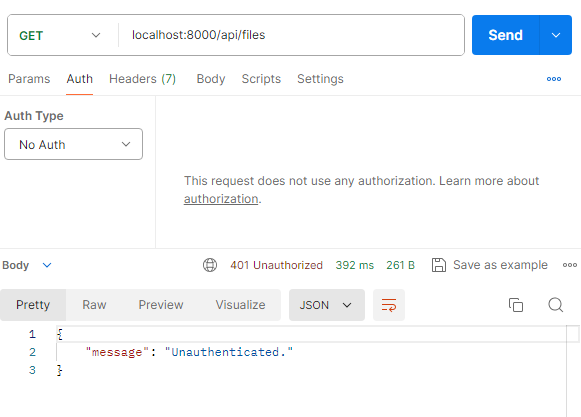 GET localhost:8000/api/files Send
Params Auth Headers (7) Body Scripts Settings
Auth Type
No Auth
This request does not use any authorization. Learn more about
authorization.
Body 401 Unauthorized 392 ms 261 B Save as example
Pretty Raw Preview Visualize JSON
1 {
2 "message": "Unauthenticated."
3 }